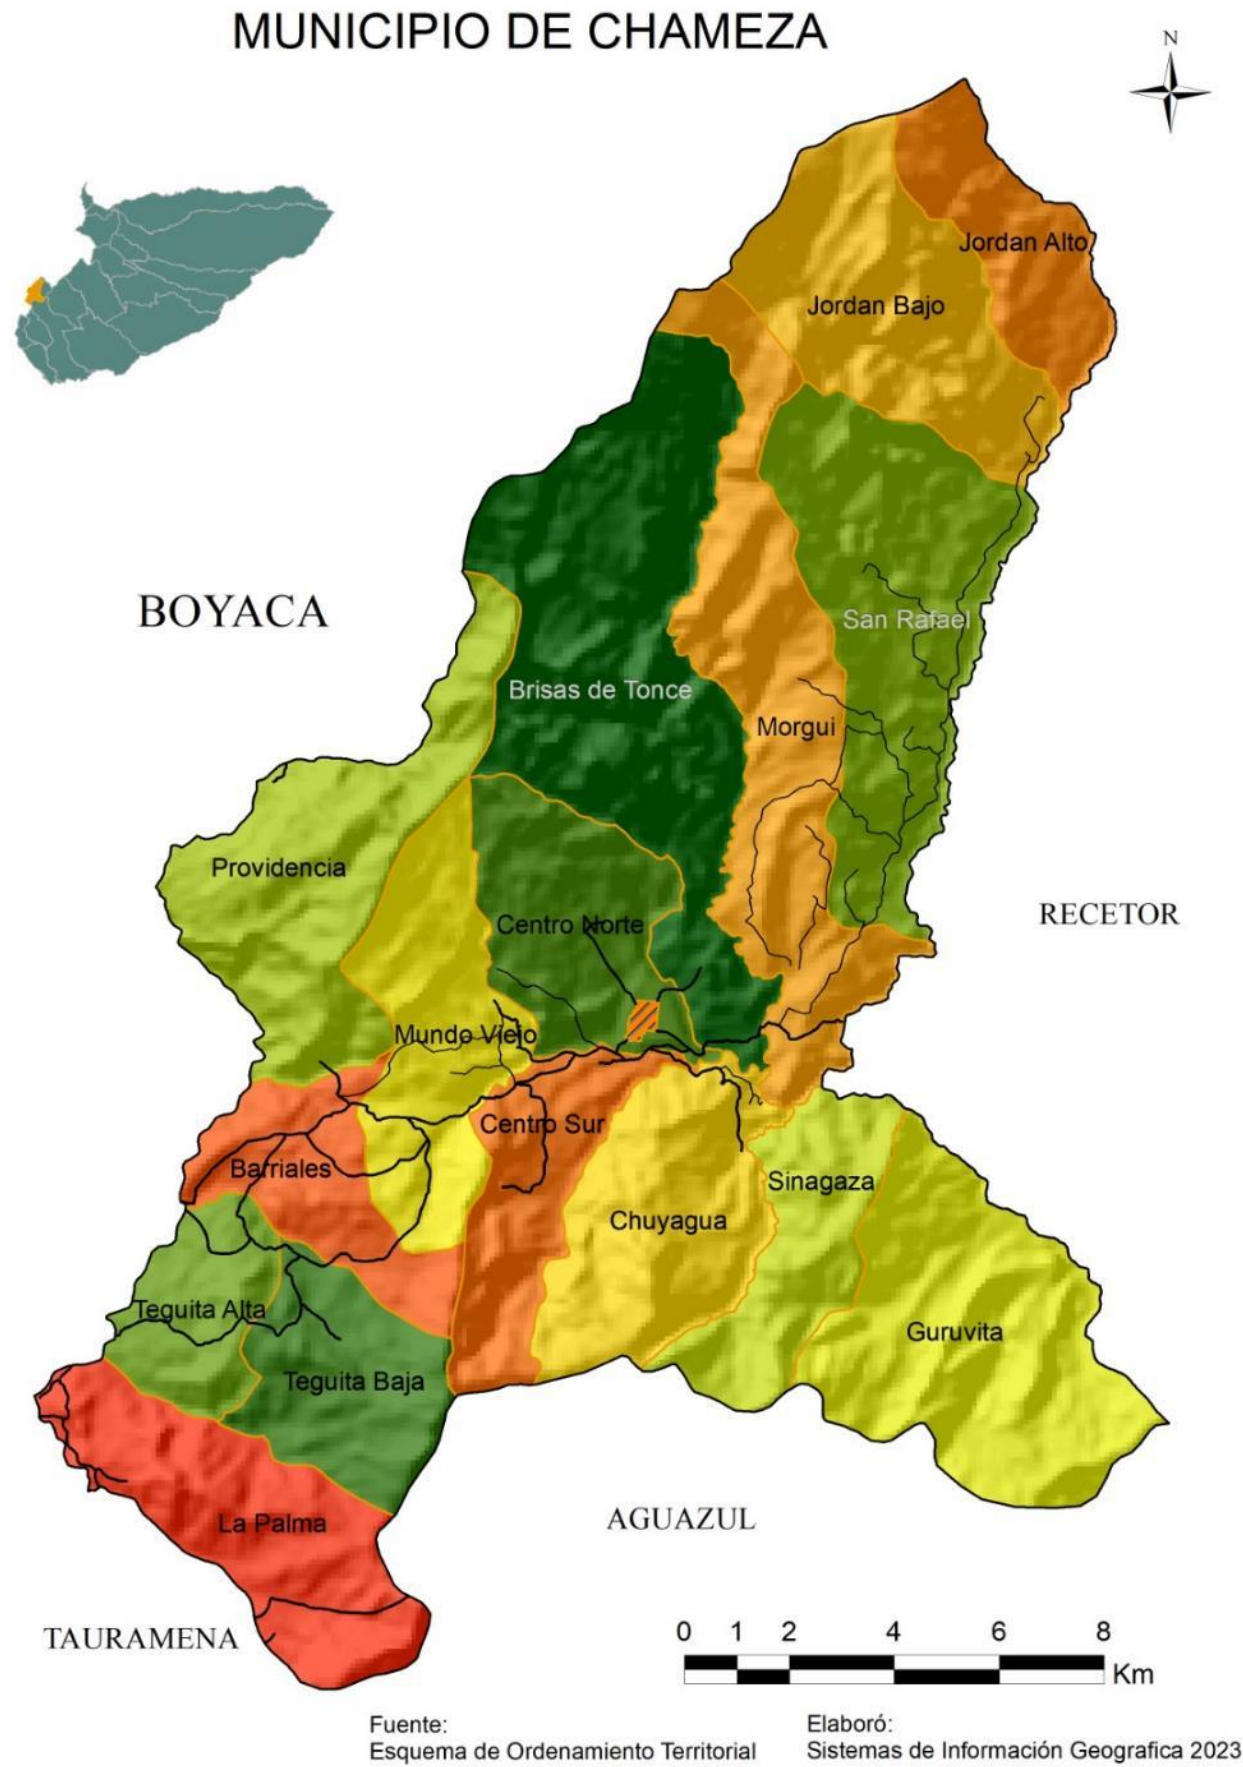 MUNICIPIO DE CHAMEZA
N
Jordan Alto
Jordan Bajo
BOYACA
San Rafael
Brisas de Tonce
Morgui
Providencia
RECETOR
Centro Norte
Mundo Viejo
Centro Sur
Barriales
Sinagaza
Chuyagua
Teguita Alta
Guruvita
Teguita Baja
La Palma
AGUAZUL
TAURAMENA
0 1 2 4 6 8
Km
Fuente:
Esquema de Ordenamiento Territorial
Elaboró:
Sistemas de Información Geografica 2023